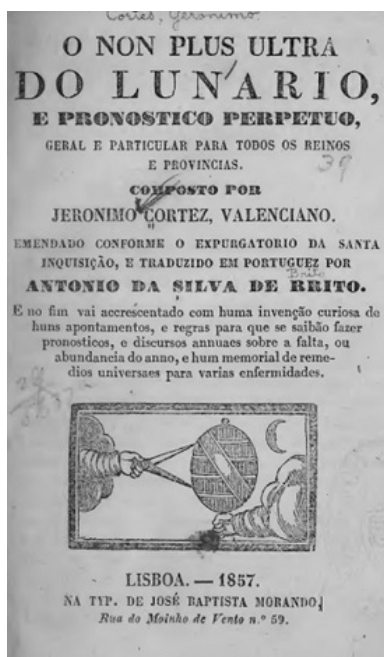 Cortes, Geronimo.
O NON PLUS ULTRA
DO LUNARIO,
E PRONOSTICO PERPETUO,
GERAL E PARTICULAR PARA TODOS OS REINOS
E PROVINCIAS.
39
COMPOSTO POR
JERONIMO CORTEZ, VALENCIANO.
EMENDADO CONFORME O EXPURGATORIO DA SANTA
INQUISIÇÃO, E TRADUZIDO EM PORTUGUEZ POR
Brito
ANTONIO DA SILVA DE RRITO.
E no fim vai accrescentado com huma invenção curiosa de
huns apontamentos, e regras para que se saibão fazer
pronosticos, e discursos annuaes sobre a falta, ou
abundancia do anno, e hum memorial de reme-
dios universaes para varias enfermidades.
LISBOA. — 1857.
NA TYP. DE JOSÉ BAPTISTA MORANDO,
Rua do Moinho de Vento n.º 59.